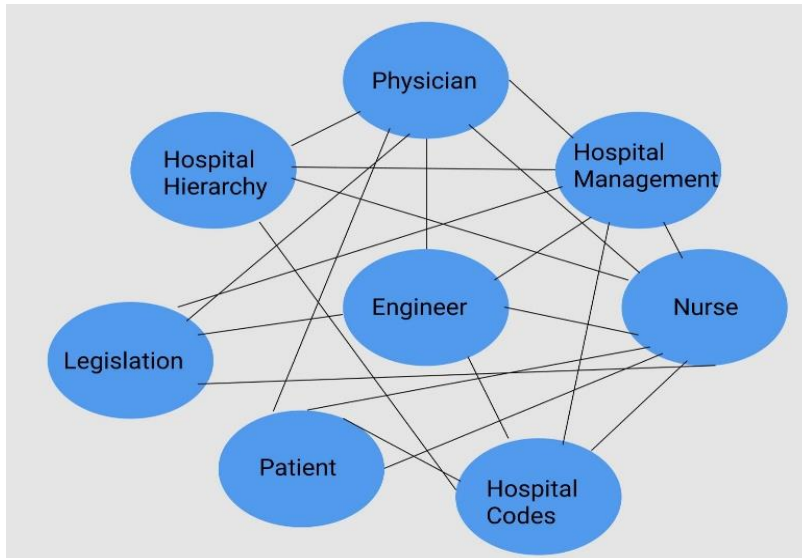 Physician
Hospital
Hierarchy
Hospital
Management
Engineer
Nurse
Legislation
Patient
Hospital
Codes